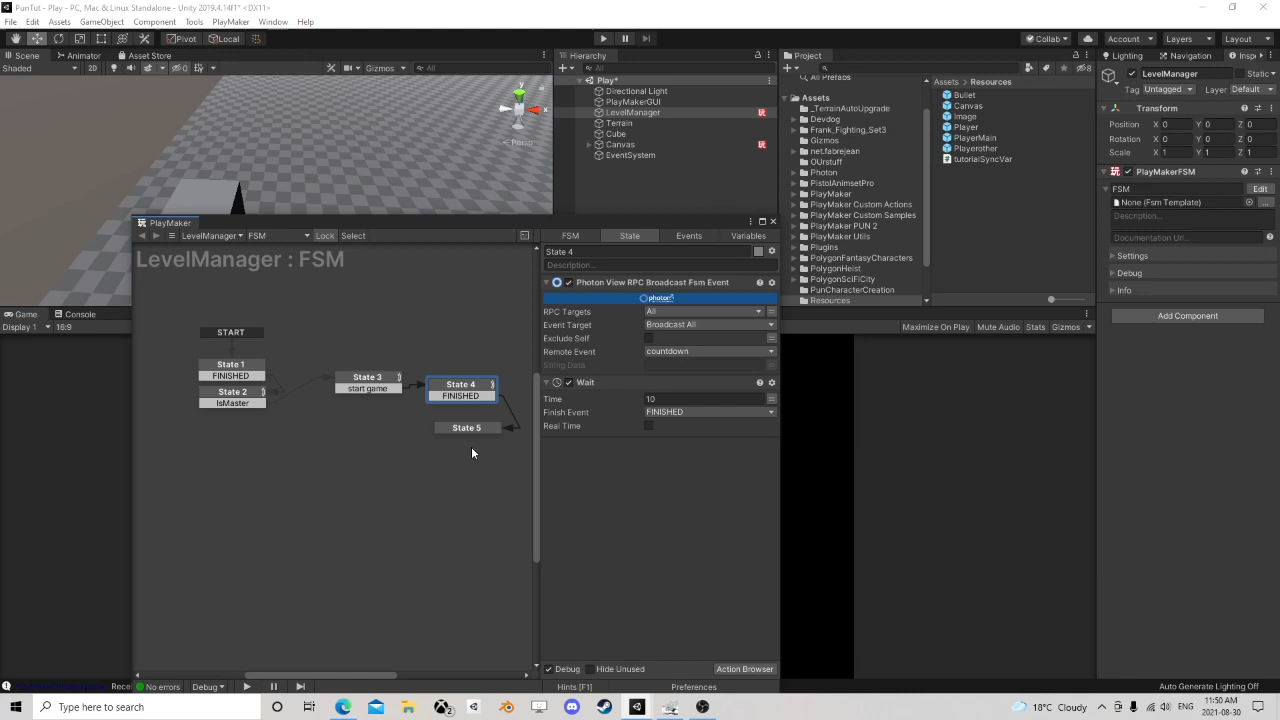 PunTut - Play - PC, Mac & Linux Standalone - Unity 2019.4.14f1* <DX11>
File Edit Assets GameObject Component Tools PlayMaker Window Help
Pivot Local Collab Account Layers Layout
Scene Animator Asset Store
Shaded 2D 0 Gizmos All
y
x
Persp
Hierarchy
All
Play*
Directional Light
PlayMakerGUI
LevelManager
Terrain
Cube
Canvas
EventSystem
Project
8
All Prefabs
Assets
_TerrainAutoUpgrade
Devdog
Frank_Fighting_Set3
Gizmos
net.fabrejean
OUrstuff
Photon
PistolAnimsetPro
PlayMaker
PlayMaker Custom Actions
PlayMaker Custom Samples
PlayMaker PUN 2
PlayMaker Utils
Plugins
PolygonFantasyCharacters
PolygonHeist
PolygonSciFiCity
PunCharacterCreation
Resources
Assets Resources
Bullet
Canvas
Image
Player
PlayerMain
Playerother
tutorialSyncVar
Lighting Navigation Insp
LevelManager Static
Tag Untagged Layer Default
Transform
Position X 0 Y 0 Z 0
Rotation X 0 Y 0 Z 0
Scale X 1 Y 1 Z 1
PlayMakerFSM
FSM Edit
None (Fsm Template) ...
Description...
Documentation Url...
Settings
Debug
Info
Add Component
Game Console
Display 1 16:9
Maximize On Play Mute Audio Stats Gizmos
PlayMaker
LevelManager FSM Lock Select
LevelManager : FSM
START
State 1
FINISHED
State 2
IsMaster
State 3
start game
State 4
FINISHED
State 5
FSM State Events Variables
State 4
Description...
Photon View RPC Broadcast Fsm Event
photon
RPC Targets All
Event Target Broadcast All
Exclude Self
Remote Event countdown
String Data
Wait
Time 10
Finish Event FINISHED
Real Time
Debug Hide Unused Action Browser
Rece No errors Debug Hints [F1] Preferences
Auto Generate Lighting Off
Type here to search
18°C Cloudy
11:50 AM
2021-08-30